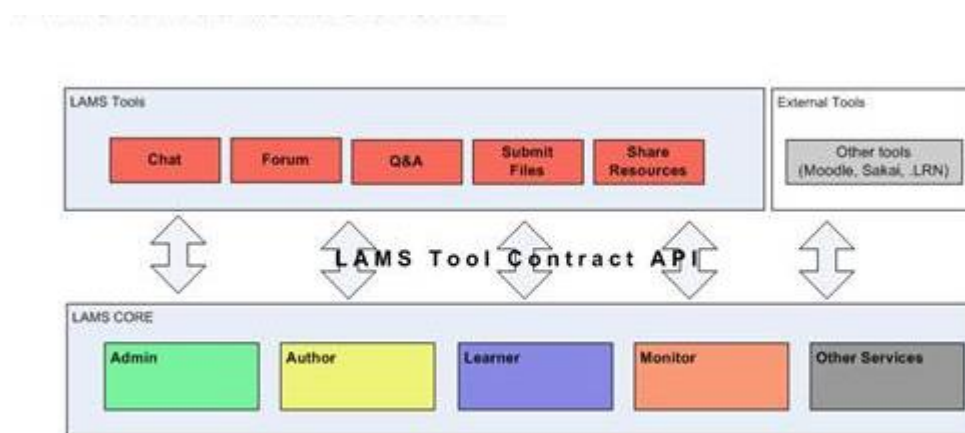 LAMS Tools
External Tools
Chat
Forum
Q&A
Submit
Files
Share
Resources
Other tools
(Moodle, Sakai, .LRN)
LAMS Tool Contract API
LAMS CORE
Admin
Author
Learner
Monitor
Other Services